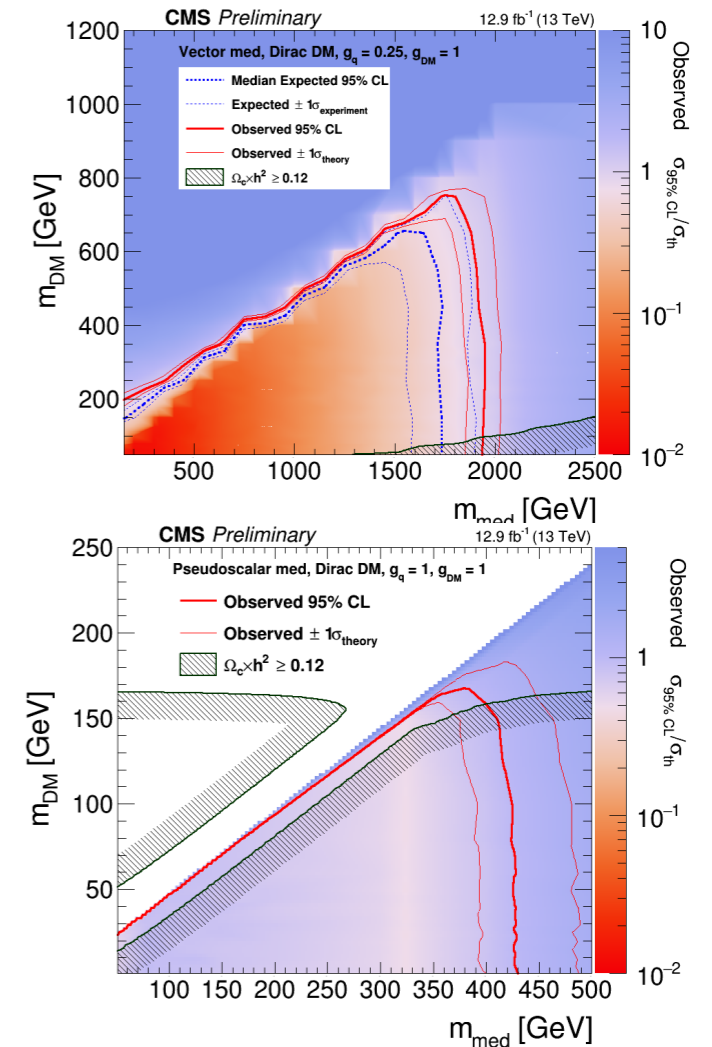 CMS Preliminary 12.9 fb⁻¹ (13 TeV)
Vector med, Dirac DM, g_q = 0.25, g_DM = 1
Median Expected 95% CL
Expected ± 1σ_experiment
Observed 95% CL
Observed ± 1σ_theory
Ω_c×h² ≥ 0.12
m_DM [GeV]
1200
1000
800
600
400
200
500 1000 1500 2000 2500
m_med [GeV]
10
1
10⁻¹
10⁻²
Observed σ_95% CL/σ_th
CMS Preliminary 12.9 fb⁻¹ (13 TeV)
Pseudoscalar med, Dirac DM, g_q = 1, g_DM = 1
Observed 95% CL
Observed ± 1σ_theory
Ω_c×h² ≥ 0.12
m_DM [GeV]
250
200
150
100
50
100 150 200 250 300 350 400 450 500
m_med [GeV]
1
10⁻¹
10⁻²
Observed σ_95% CL/σ_th